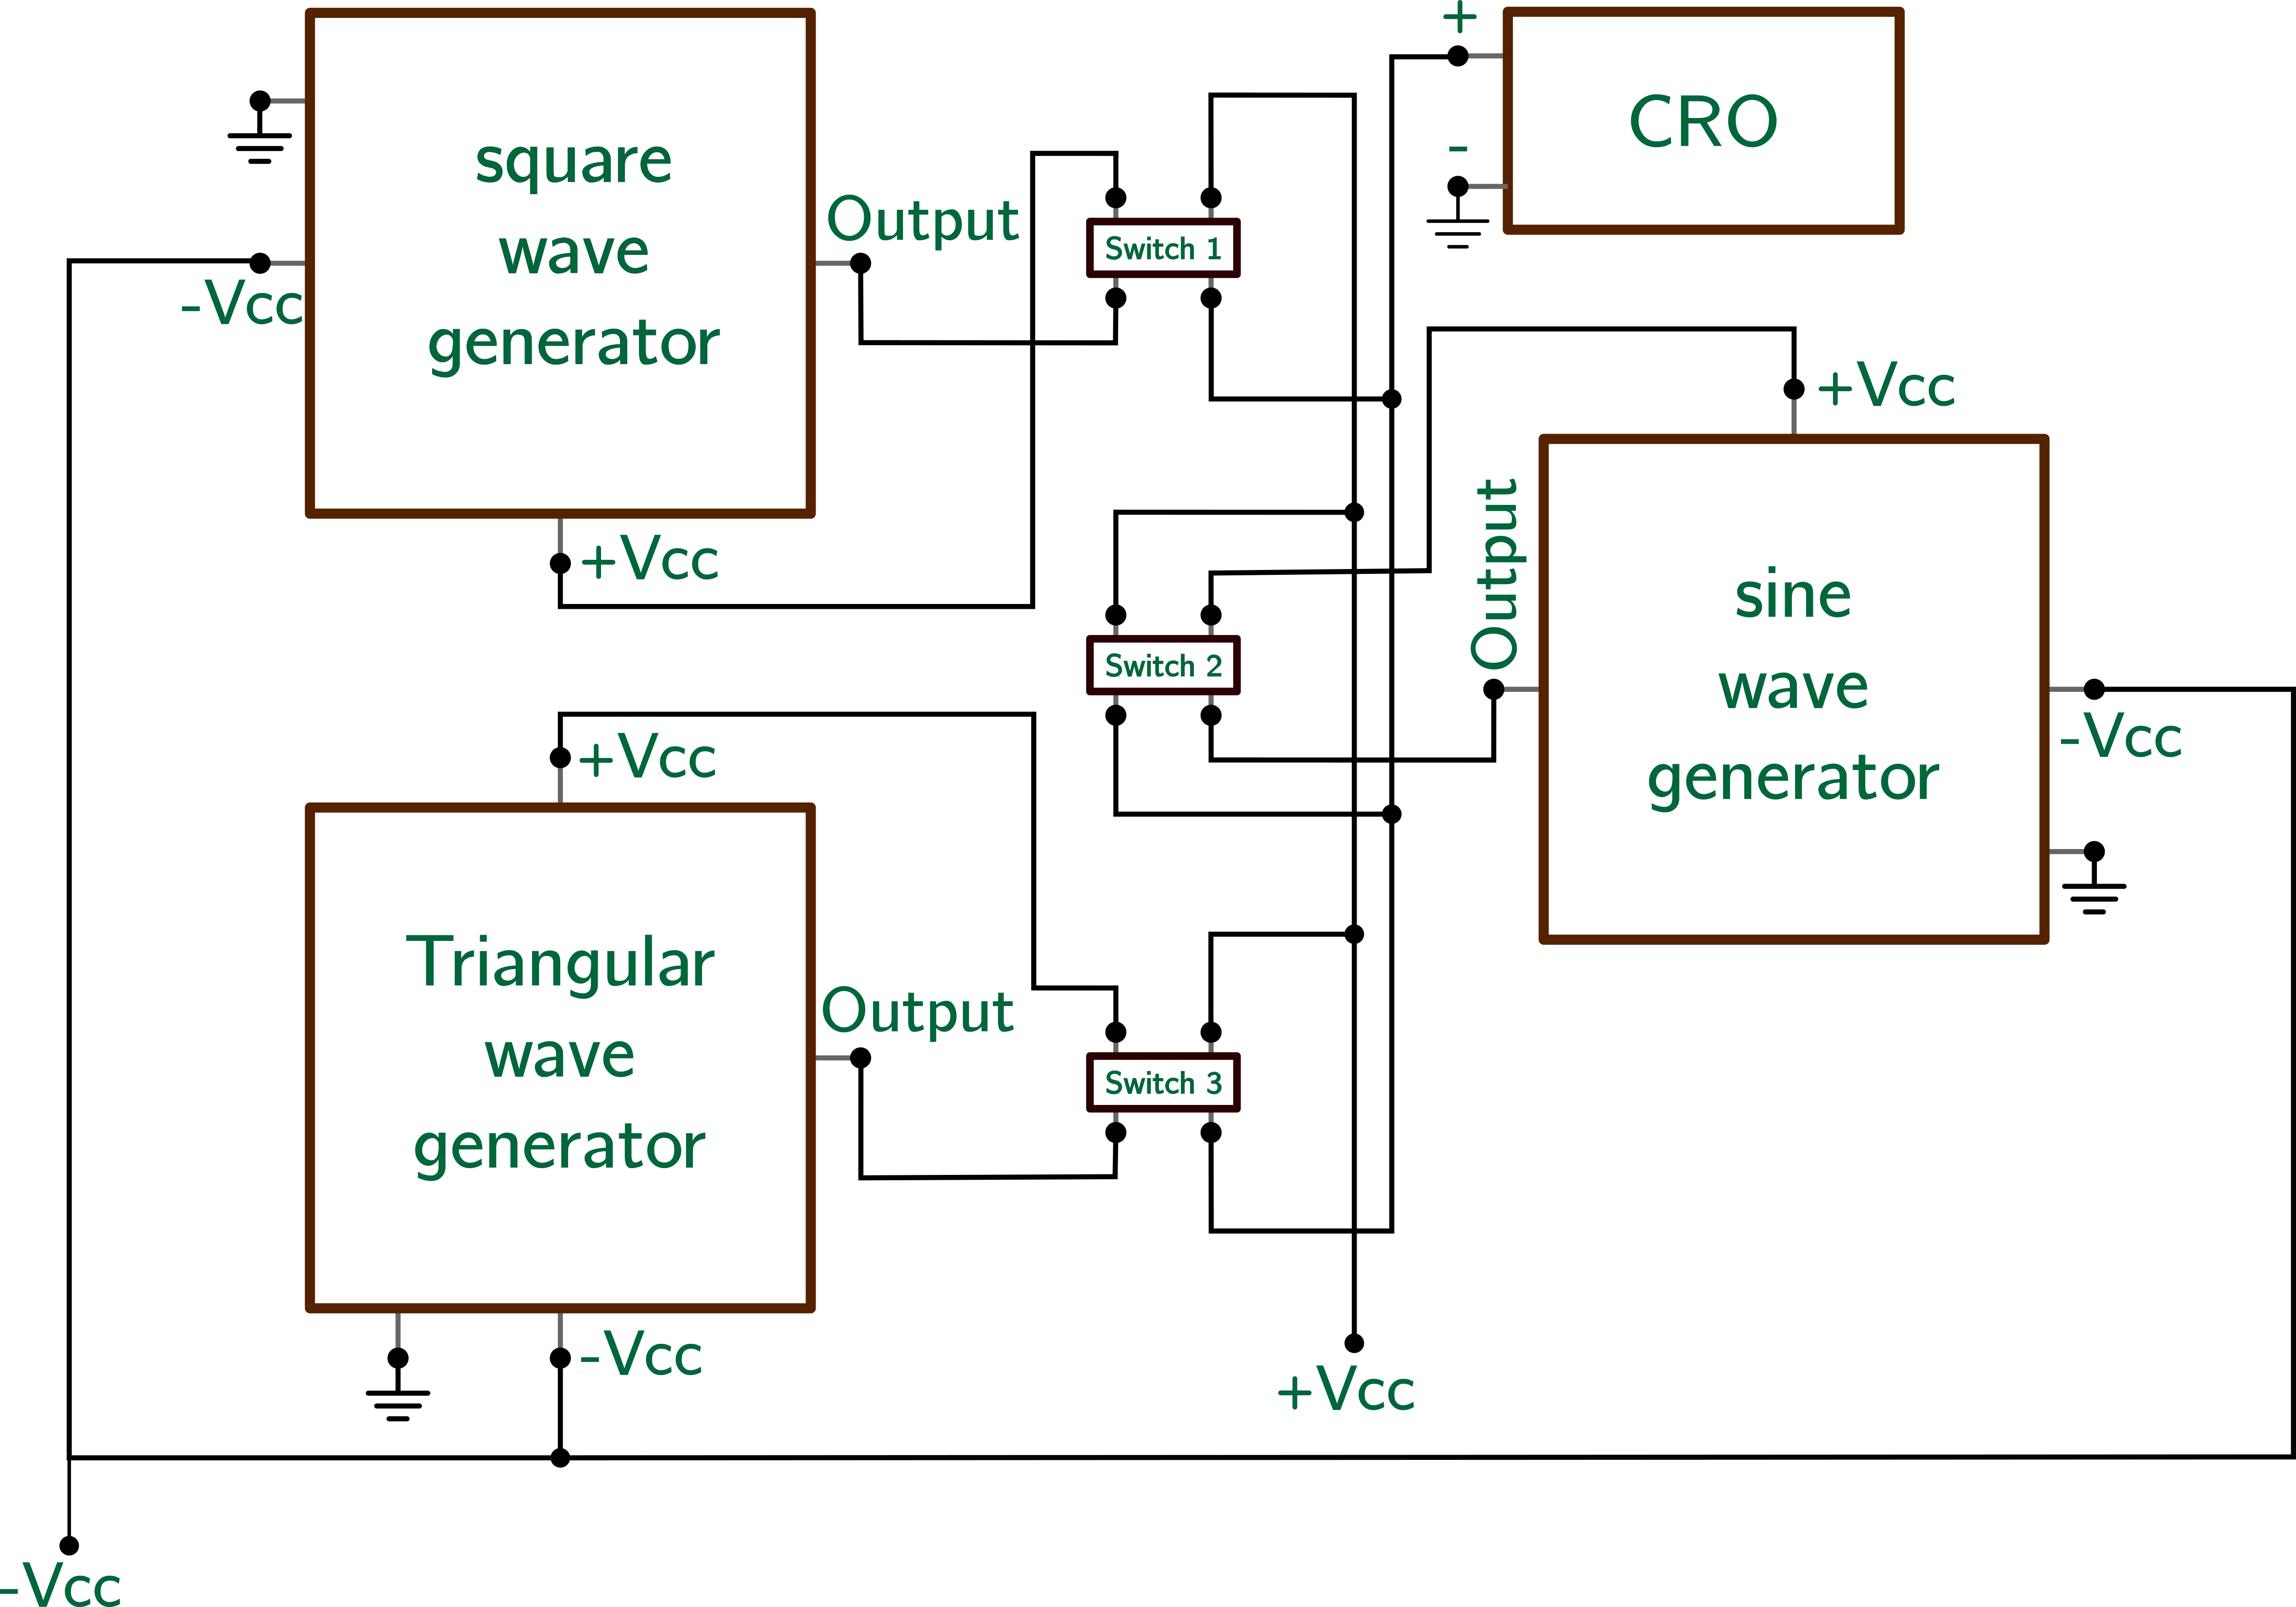 +
CRO
-
square
wave
generator
-Vcc
Output
+Vcc
Switch 1
+Vcc
Output
sine
wave
generator
-Vcc
Switch 2
+Vcc
Triangular
wave
generator
Output
Switch 3
-Vcc
+Vcc
-Vcc